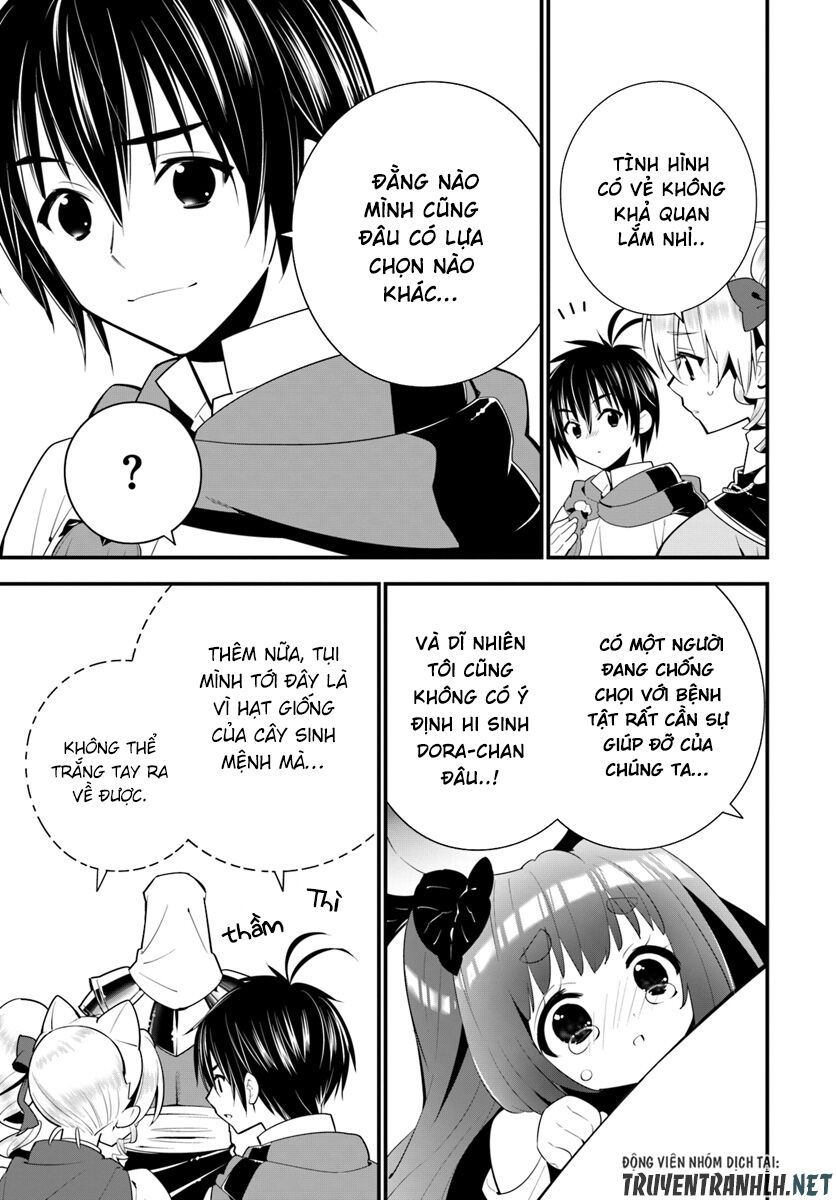 TÌNH HÌNH
CÓ VẺ KHÔNG
KHẢ QUAN
LẮM NHỈ..
ĐẰNG NÀO
MÌNH CŨNG
ĐÂU CÓ LỰA
CHỌN NÀO
KHÁC...
?
CÓ MỘT NGƯỜI
ĐANG CHỐNG
CHỌI VỚI BỆNH
TẬT RẤT CẦN SỰ
GIÚP ĐỠ CỦA
CHÚNG TA...
VÀ DĨ NHIÊN
TÔI CŨNG
KHÔNG CÓ Ý
ĐỊNH HI SINH
DORA-CHAN
ĐÂU..!
THÊM NỮA, TỤI
MÌNH TỚI ĐÂY LÀ
VÌ HẠT GIỐNG
CỦA CÂY SINH
MỆNH MÀ...
KHÔNG THỂ
TRẮNG TAY RA
VỀ ĐƯỢC.
Thì
thầm
ĐỘNG VIÊN NHÓM DỊCH TẠI:
TRUYENTRANHLH.NET